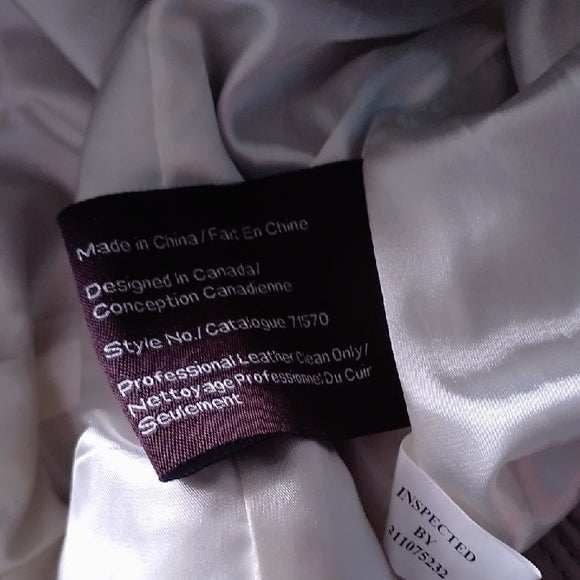 Made in China / Fait En Chine
Designed in Canada/
Conception Canadienne
Style No./ Catalogue 71570
Professional Leather Clean Only/
Nettoyage Professionnel Du Cuir
Seulement
INSPECTED
BY
211075232